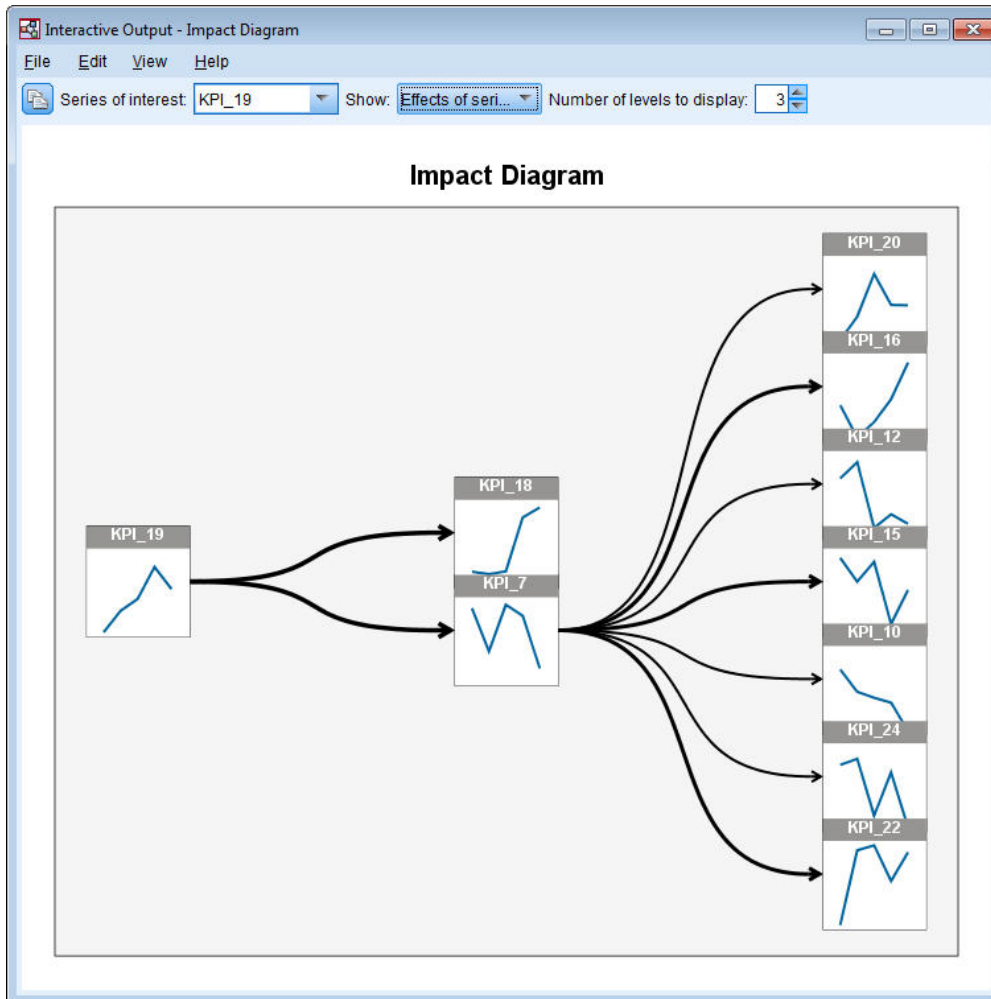 Interactive Output - Impact Diagram
File Edit View Help
Series of interest: KPI_19 Show: Effects of seri... Number of levels to display: 3
Impact Diagram
KPI_19
KPI_18
KPI_7
KPI_20
KPI_16
KPI_12
KPI_15
KPI_10
KPI_24
KPI_22